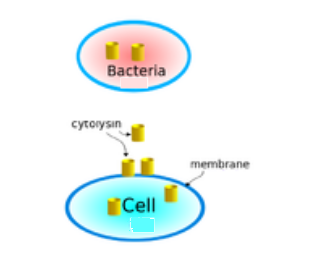 Bacteria
cytolysin
membrane
Cell